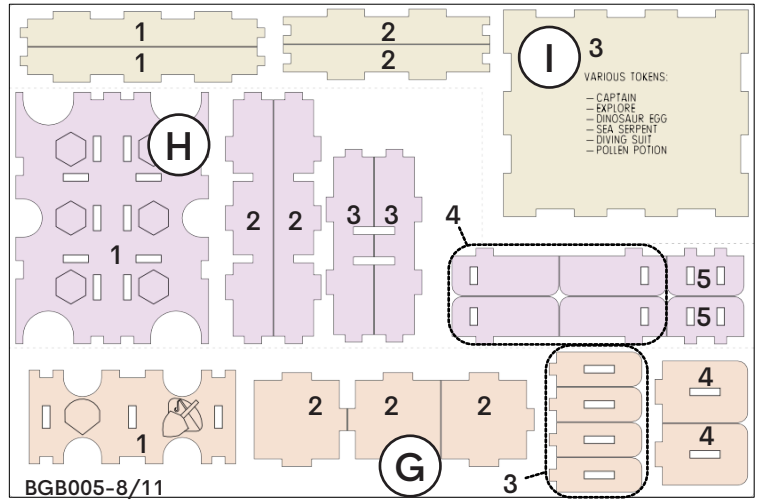 1
1
2
2
I
3
VARIOUS TOKENS:
– CAPTAIN
– EXPLORE
– DINOSAUR EGG
– SEA SERPENT
– DIVING SUIT
– POLLEN POTION
H
1
2 2
3 3
4
5
5
1
2
2
2
G
3
4
4
BGB005-8/11